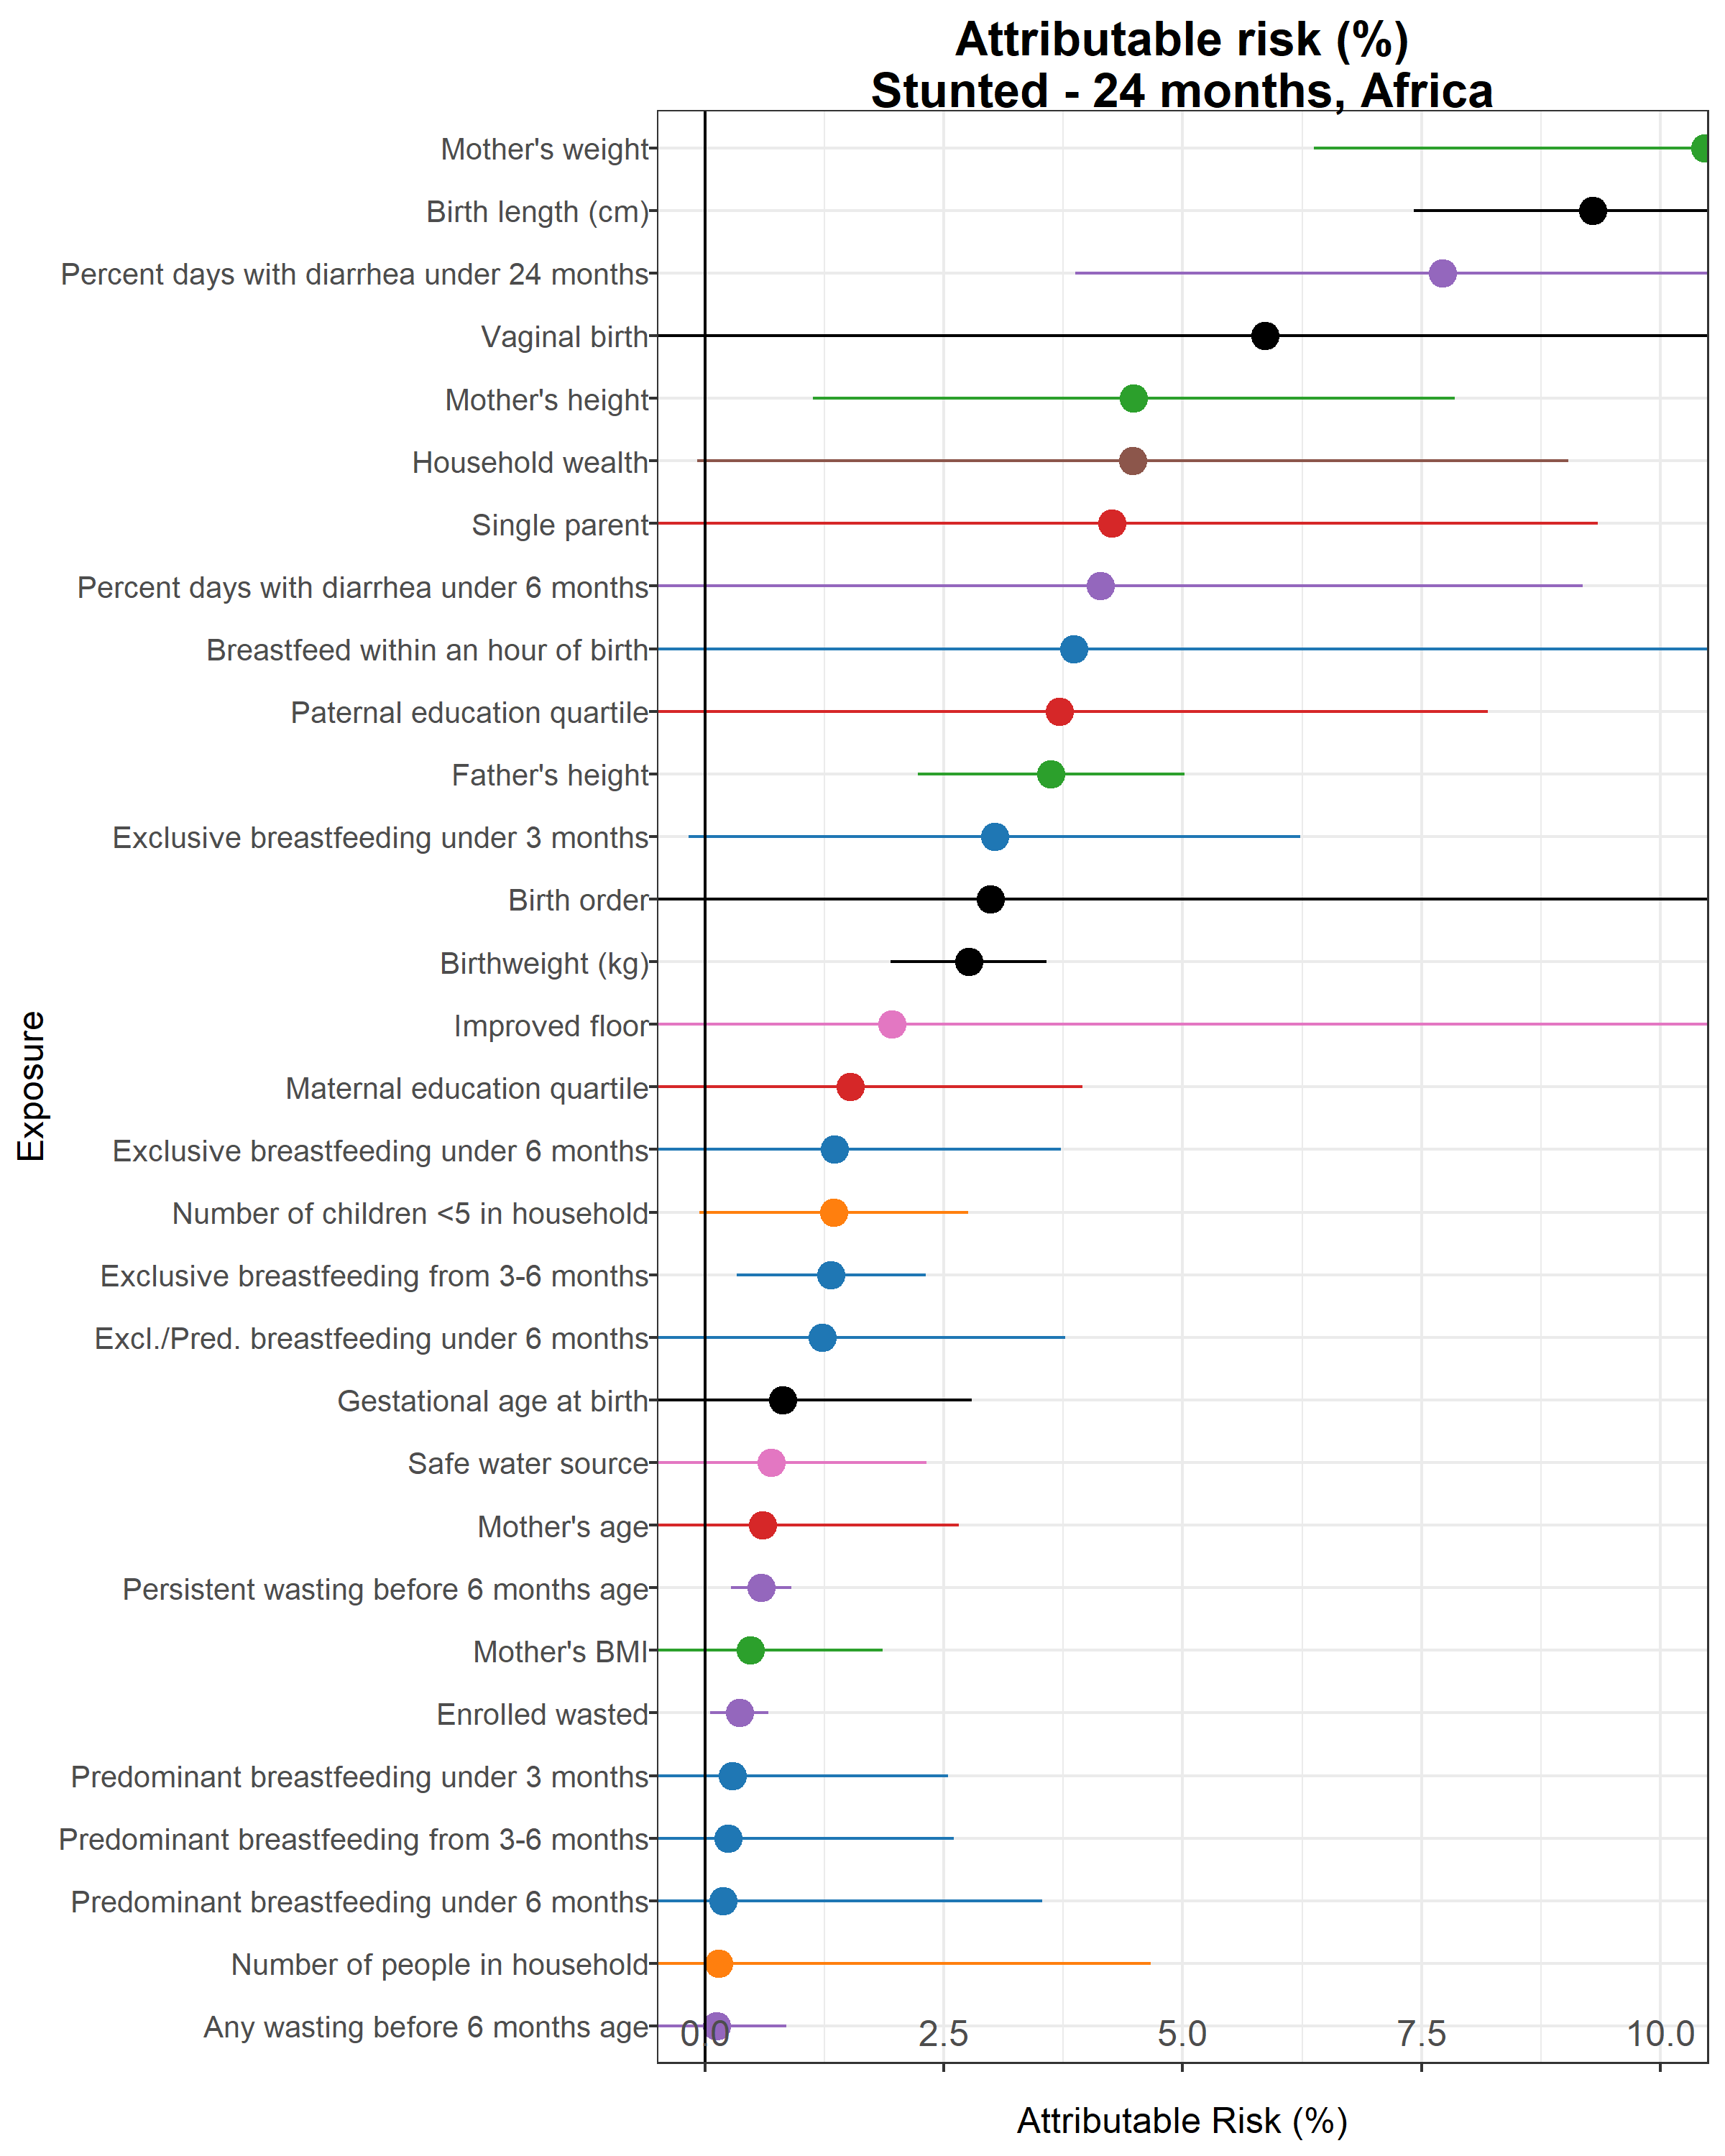 Attributable risk (%)
Stunted - 24 months, Africa
Mother's weight
Birth length (cm)
Percent days with diarrhea under 24 months
Vaginal birth
Mother's height
Household wealth
Single parent
Percent days with diarrhea under 6 months
Breastfeed within an hour of birth
Paternal education quartile
Father's height
Exclusive breastfeeding under 3 months
Birth order
Birthweight (kg)
Improved floor
Maternal education quartile
Exclusive breastfeeding under 6 months
Number of children <5 in household
Exclusive breastfeeding from 3-6 months
Excl./Pred. breastfeeding under 6 months
Gestational age at birth
Safe water source
Mother's age
Persistent wasting before 6 months age
Mother's BMI
Enrolled wasted
Predominant breastfeeding under 3 months
Predominant breastfeeding from 3-6 months
Predominant breastfeeding under 6 months
Number of people in household
Any wasting before 6 months age
Exposure
0.0 2.5 5.0 7.5 10.0
Attributable Risk (%)